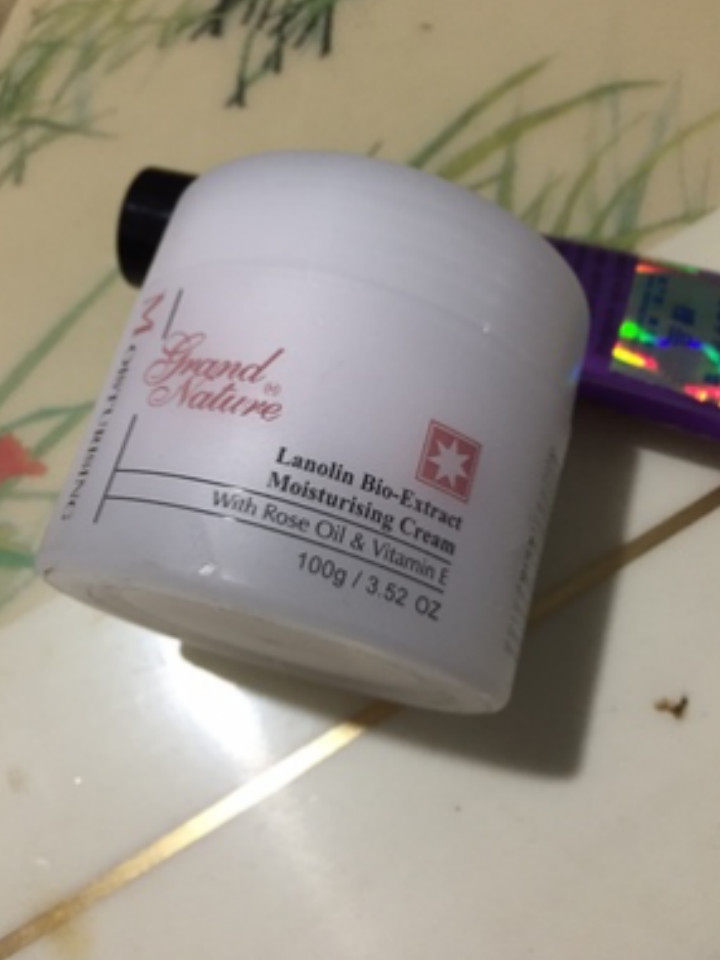 Grand
Nature
Lanolin Bio-Extract
Moisturising Cream
With Rose Oil & Vitamin E
100g / 3.52 OZ